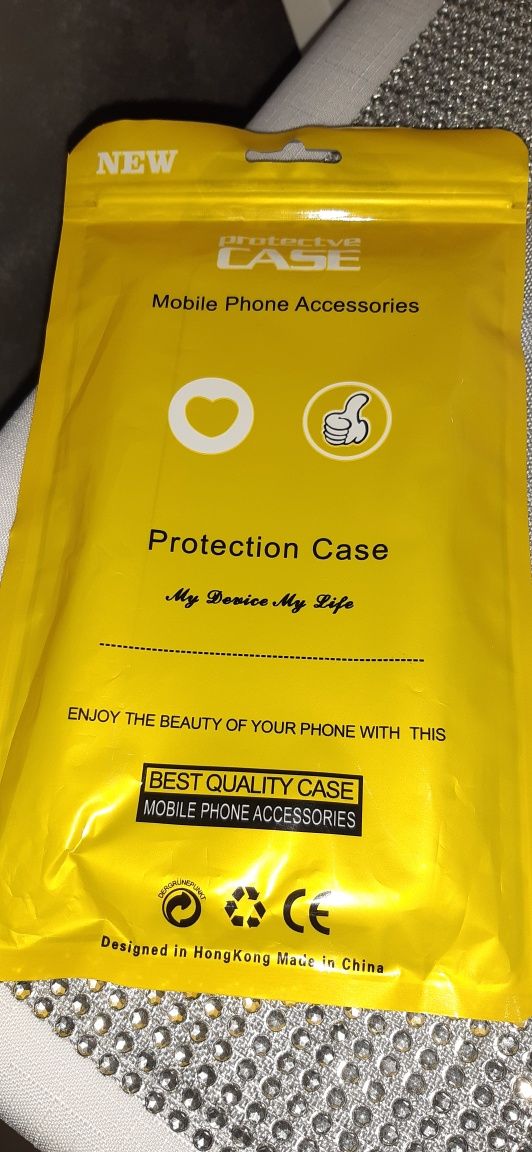 NEW
protectve
CASE
Mobile Phone Accessories
Protection Case
My Device My Life
ENJOY THE BEAUTY OF YOUR PHONE WITH THIS
BEST QUALITY CASE
MOBILE PHONE ACCESSORIES
DERGRÜNEPUNKT
CE
Designed in HongKong Made in China